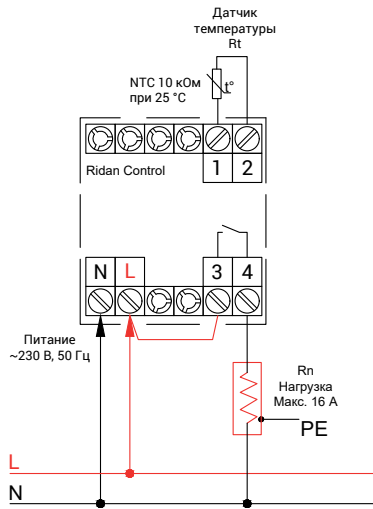 Датчик
температуры
Rt
NTC 10 кОм
при 25 °C
t°
Ridan Control
1 2
N L 3 4
Питание
~230 В, 50 Гц
Rn
Нагрузка
Макс. 16 А
PE
L
N